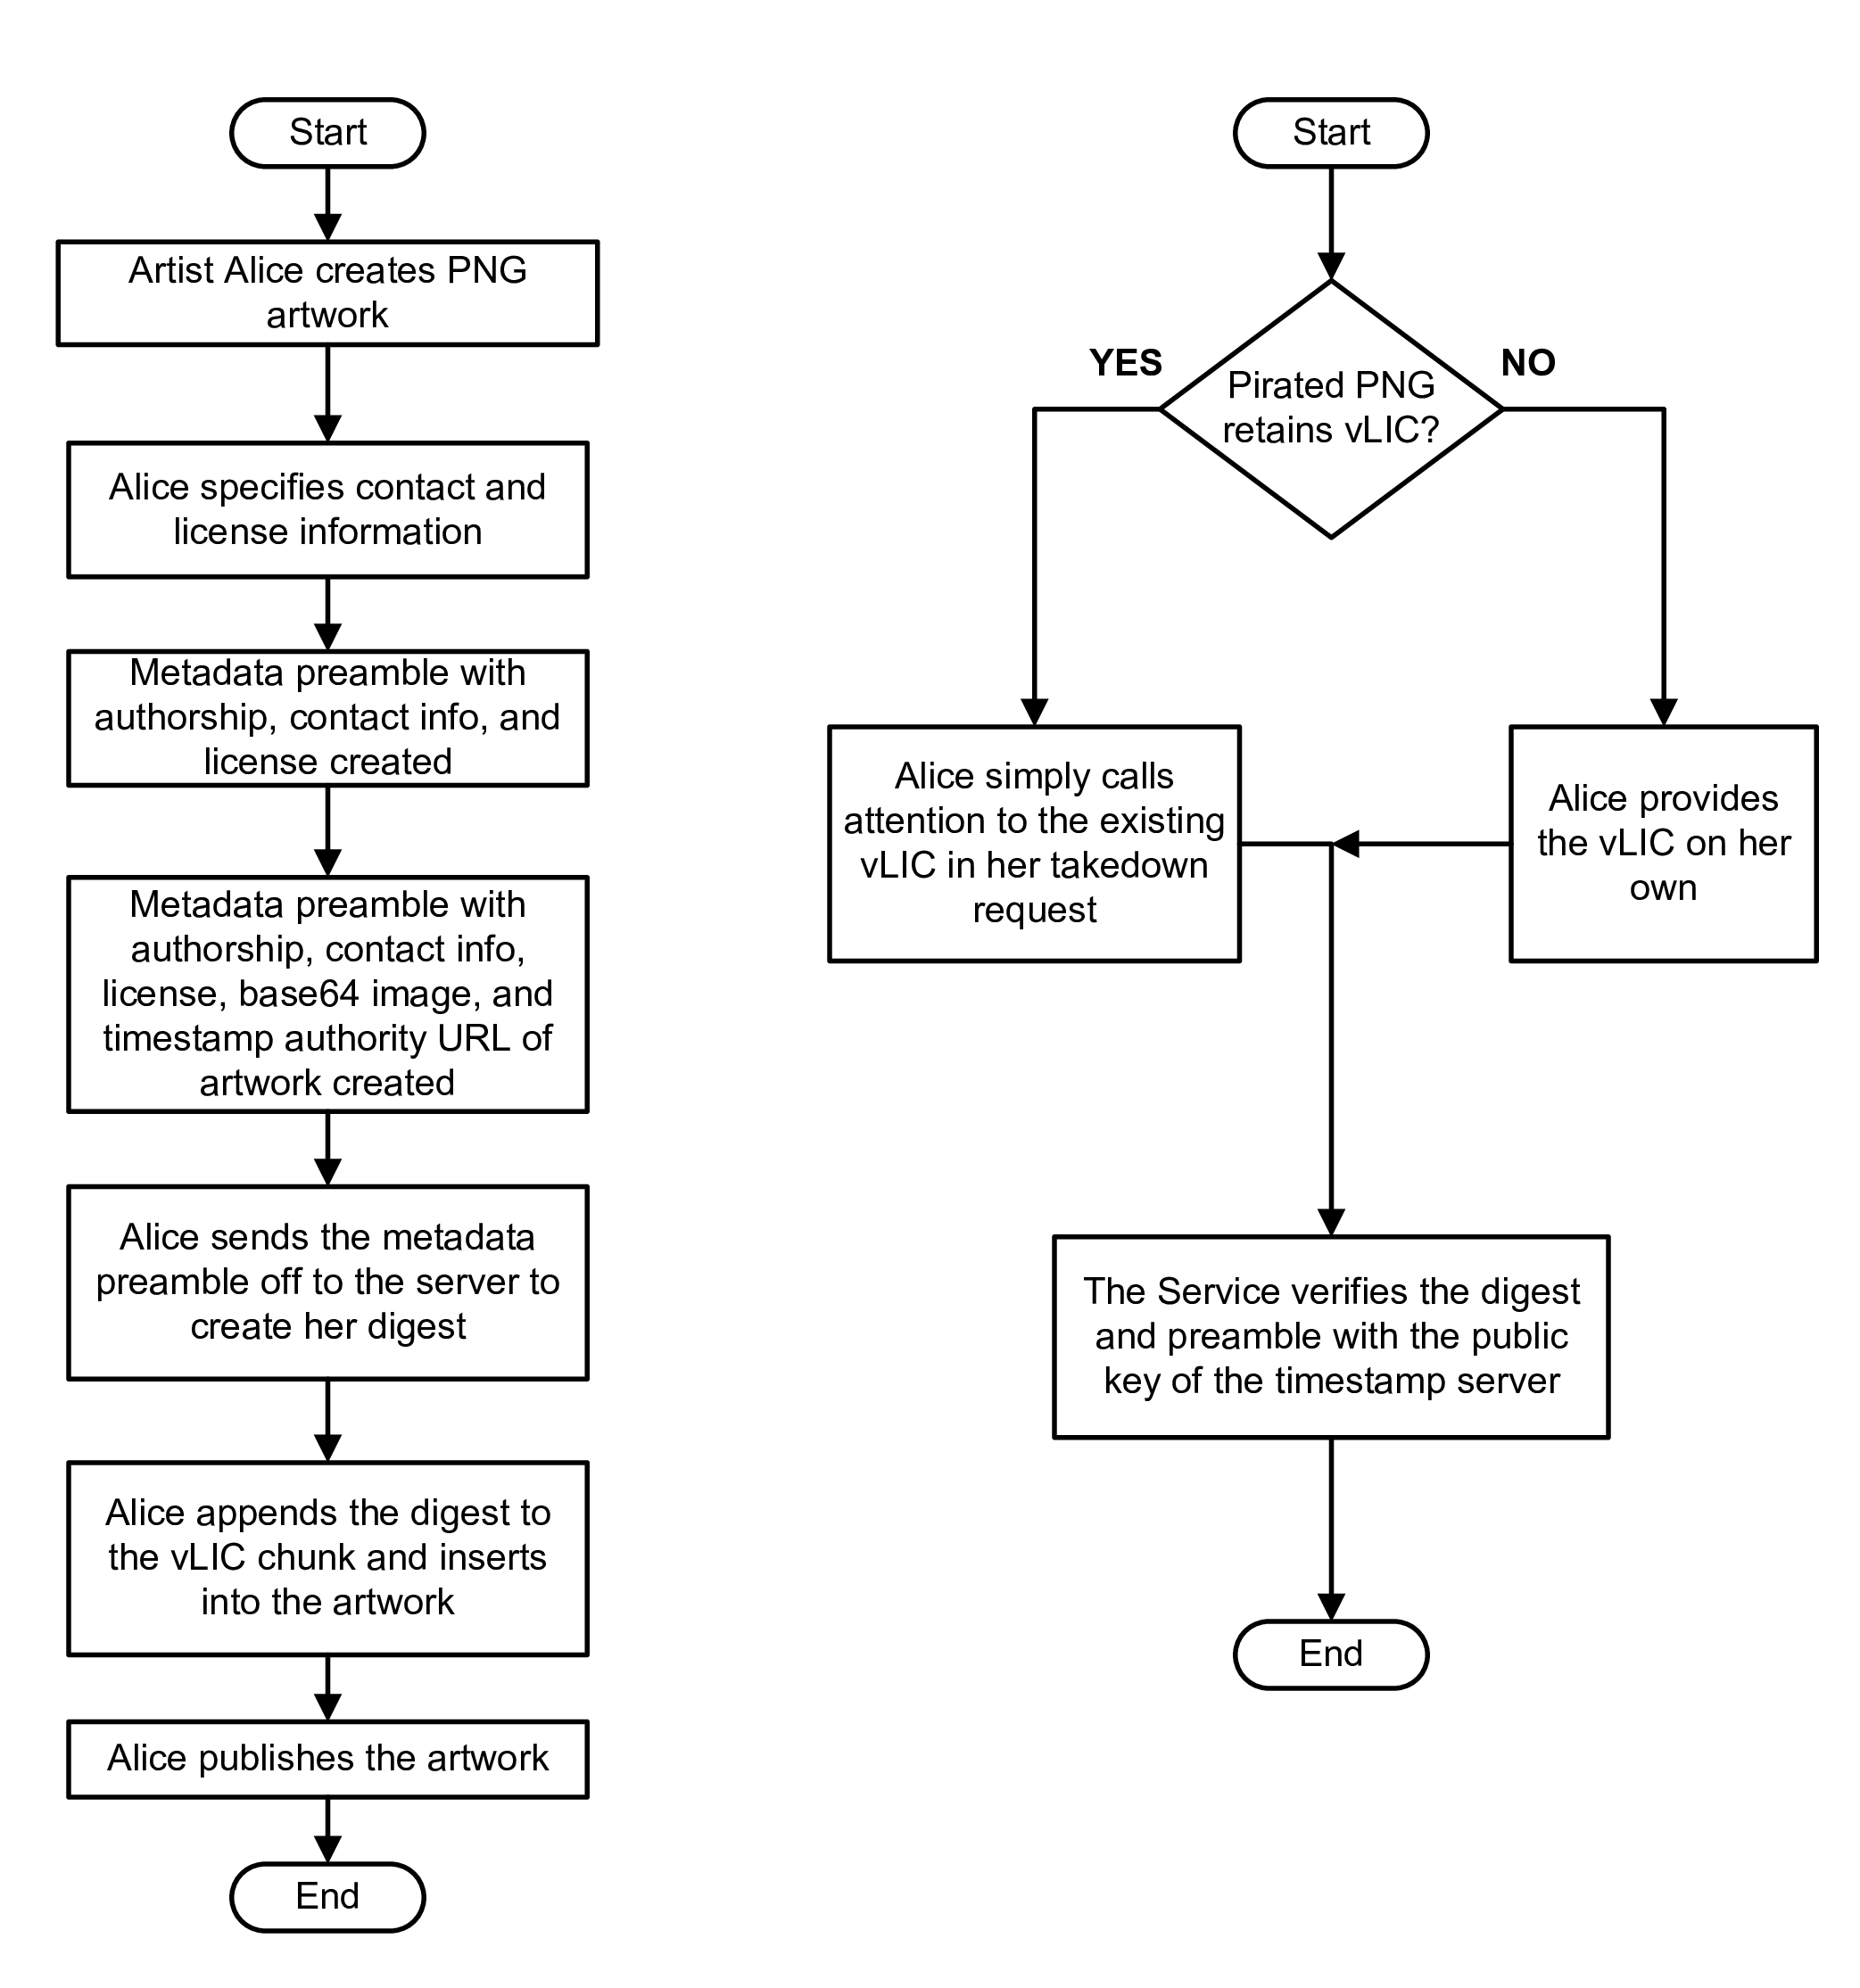 Start
Artist Alice creates PNG
artwork
Alice specifies contact and
license information
Metadata preamble with
authorship, contact info, and
license created
Metadata preamble with
authorship, contact info,
license, base64 image, and
timestamp authority URL of
artwork created
Alice sends the metadata
preamble off to the server to
create her digest
Alice appends the digest to
the vLIC chunk and inserts
into the artwork
Alice publishes the artwork
End
Start
Pirated PNG
retains vLIC?
YES
NO
Alice simply calls
attention to the existing
vLIC in her takedown
request
Alice provides
the vLIC on her
own
The Service verifies the digest
and preamble with the public
key of the timestamp server
End